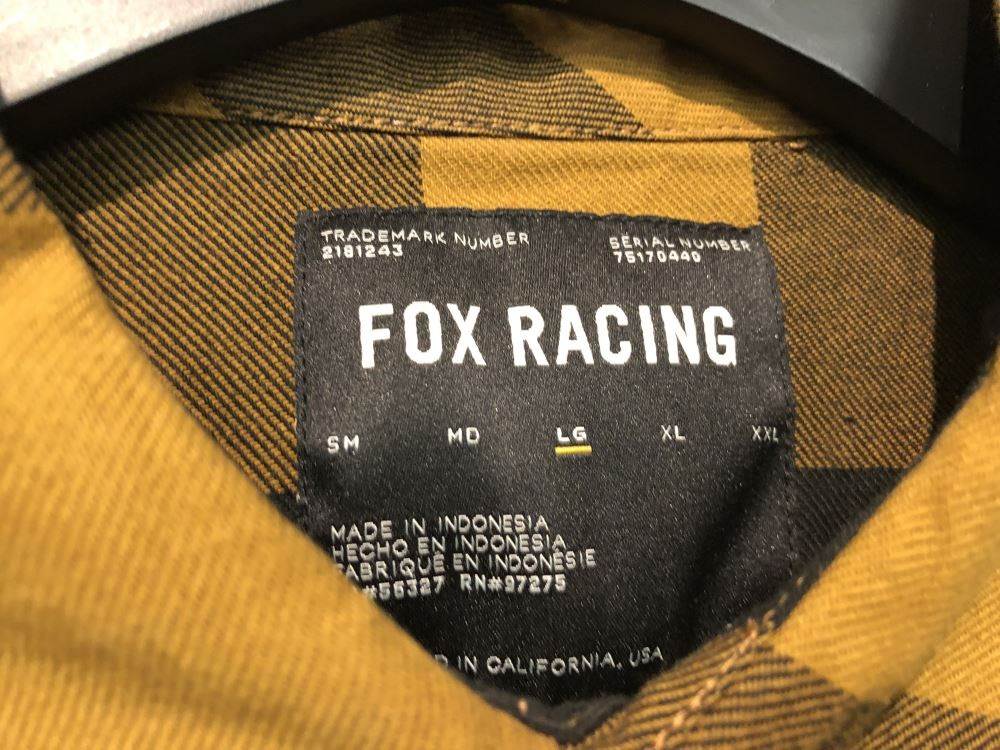 TRADEMARK NUMBER
2181243
SERIAL NUMBER
75170440
FOX RACING
SM MD LG XL XXL
MADE IN INDONESIA
HECHO EN INDONESIA
FABRIQUÉ EN INDONÉSIE
#56327 RN#97275
IN CALIFORNIA, USA